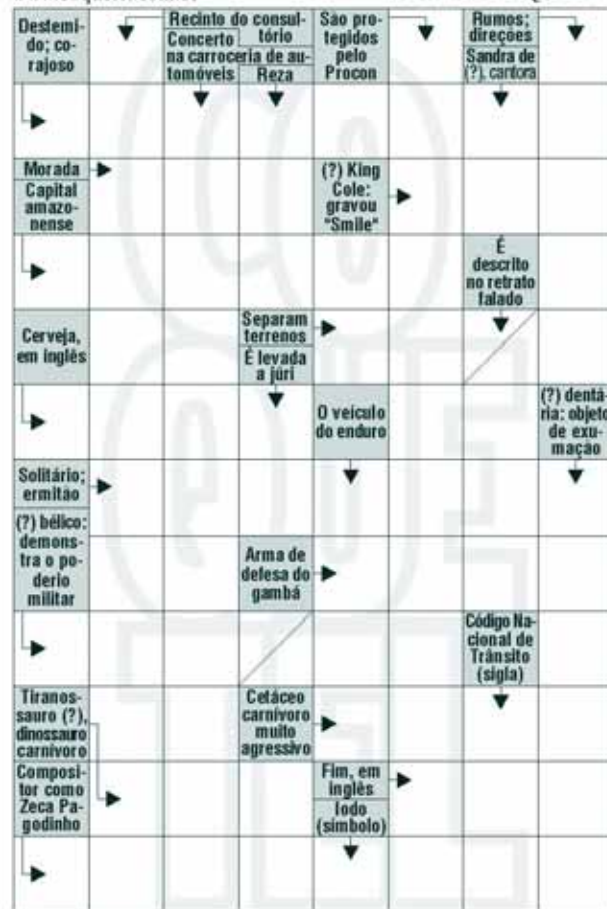 Destemi-
do; co-
rajoso
Recinto do consul-
tório
Concerto
na carroceria de au-
tomóveis
Reza
São pro-
tegidos
pelo
Procon
Rumos;
direções
Sandra de
(?), cantora
Morada
Capital
amazo-
nense
(?) King
Cole:
gravou
"Smile"
É
descrito
no retrato
falado
Cerveja,
em inglês
Separam
terrenos
É levada
a júri
O veículo
do enduro
(?) dentá-
ria: objeto
de exu-
mação
Solitário;
ermitão
(?) bélico:
demons-
tra o po-
derio
militar
Arma de
defesa do
gambá
Código Na-
cional de
Trânsito
(sigla)
Tiranos-
sauro (?),
dinossauro
carnívoro
Cetáceo
carnívoro
muito
agressivo
Composi-
tor como
Zeca Pa-
godinho
Fim, em
inglês
Iodo
(símbolo)